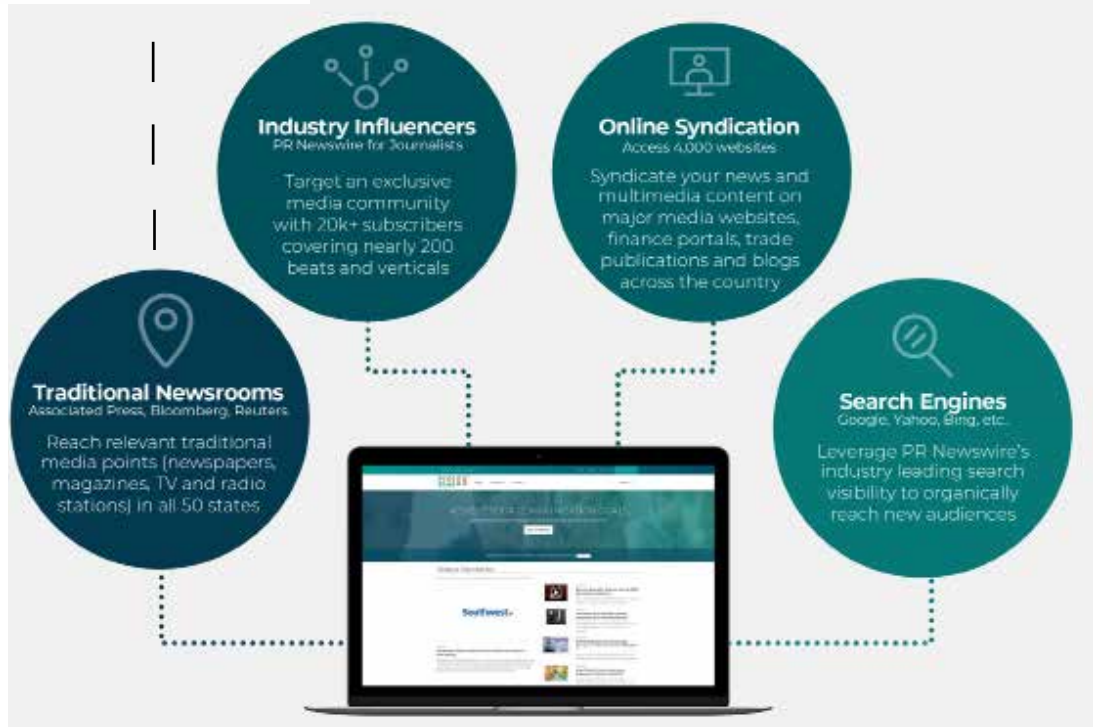 Industry Influencers
PR Newswire for Journalists
Target an exclusive
media community
with 20k+ subscribers
covering nearly 200
beats and verticals
Online Syndication
Access 4,000 websites
Syndicate your news and
multimedia content on
major media websites,
finance portals, trade
publications and blogs
across the country
Traditional Newsrooms
Associated Press, Bloomberg, Reuters
Reach relevant traditional
media points (newspapers,
magazines, TV and radio
stations) in all 50 states
Search Engines
Google, Yahoo, Bing, etc.
Leverage PR Newswire's
industry leading search
visibility to organically
reach new audiences
Southwest